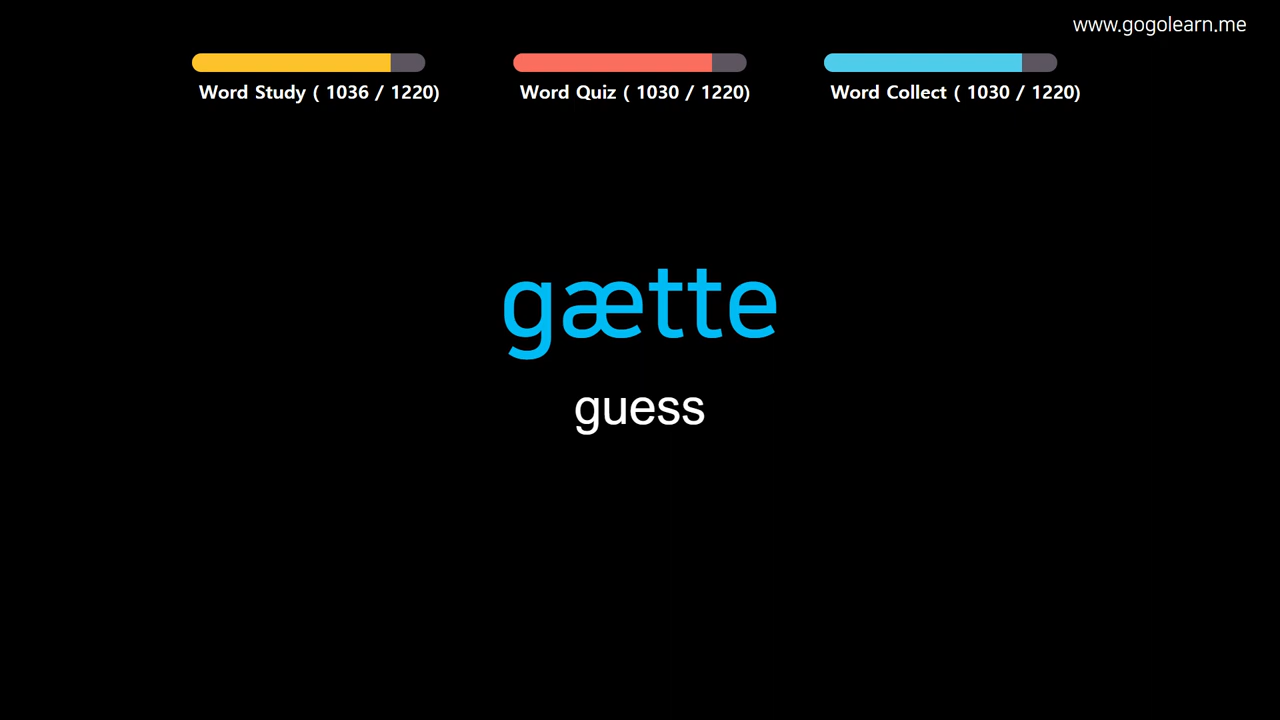 www.gogolearn.me
Word Study ( 1036 / 1220)
Word Quiz ( 1030 / 1220)
Word Collect ( 1030 / 1220)
gætte
guess